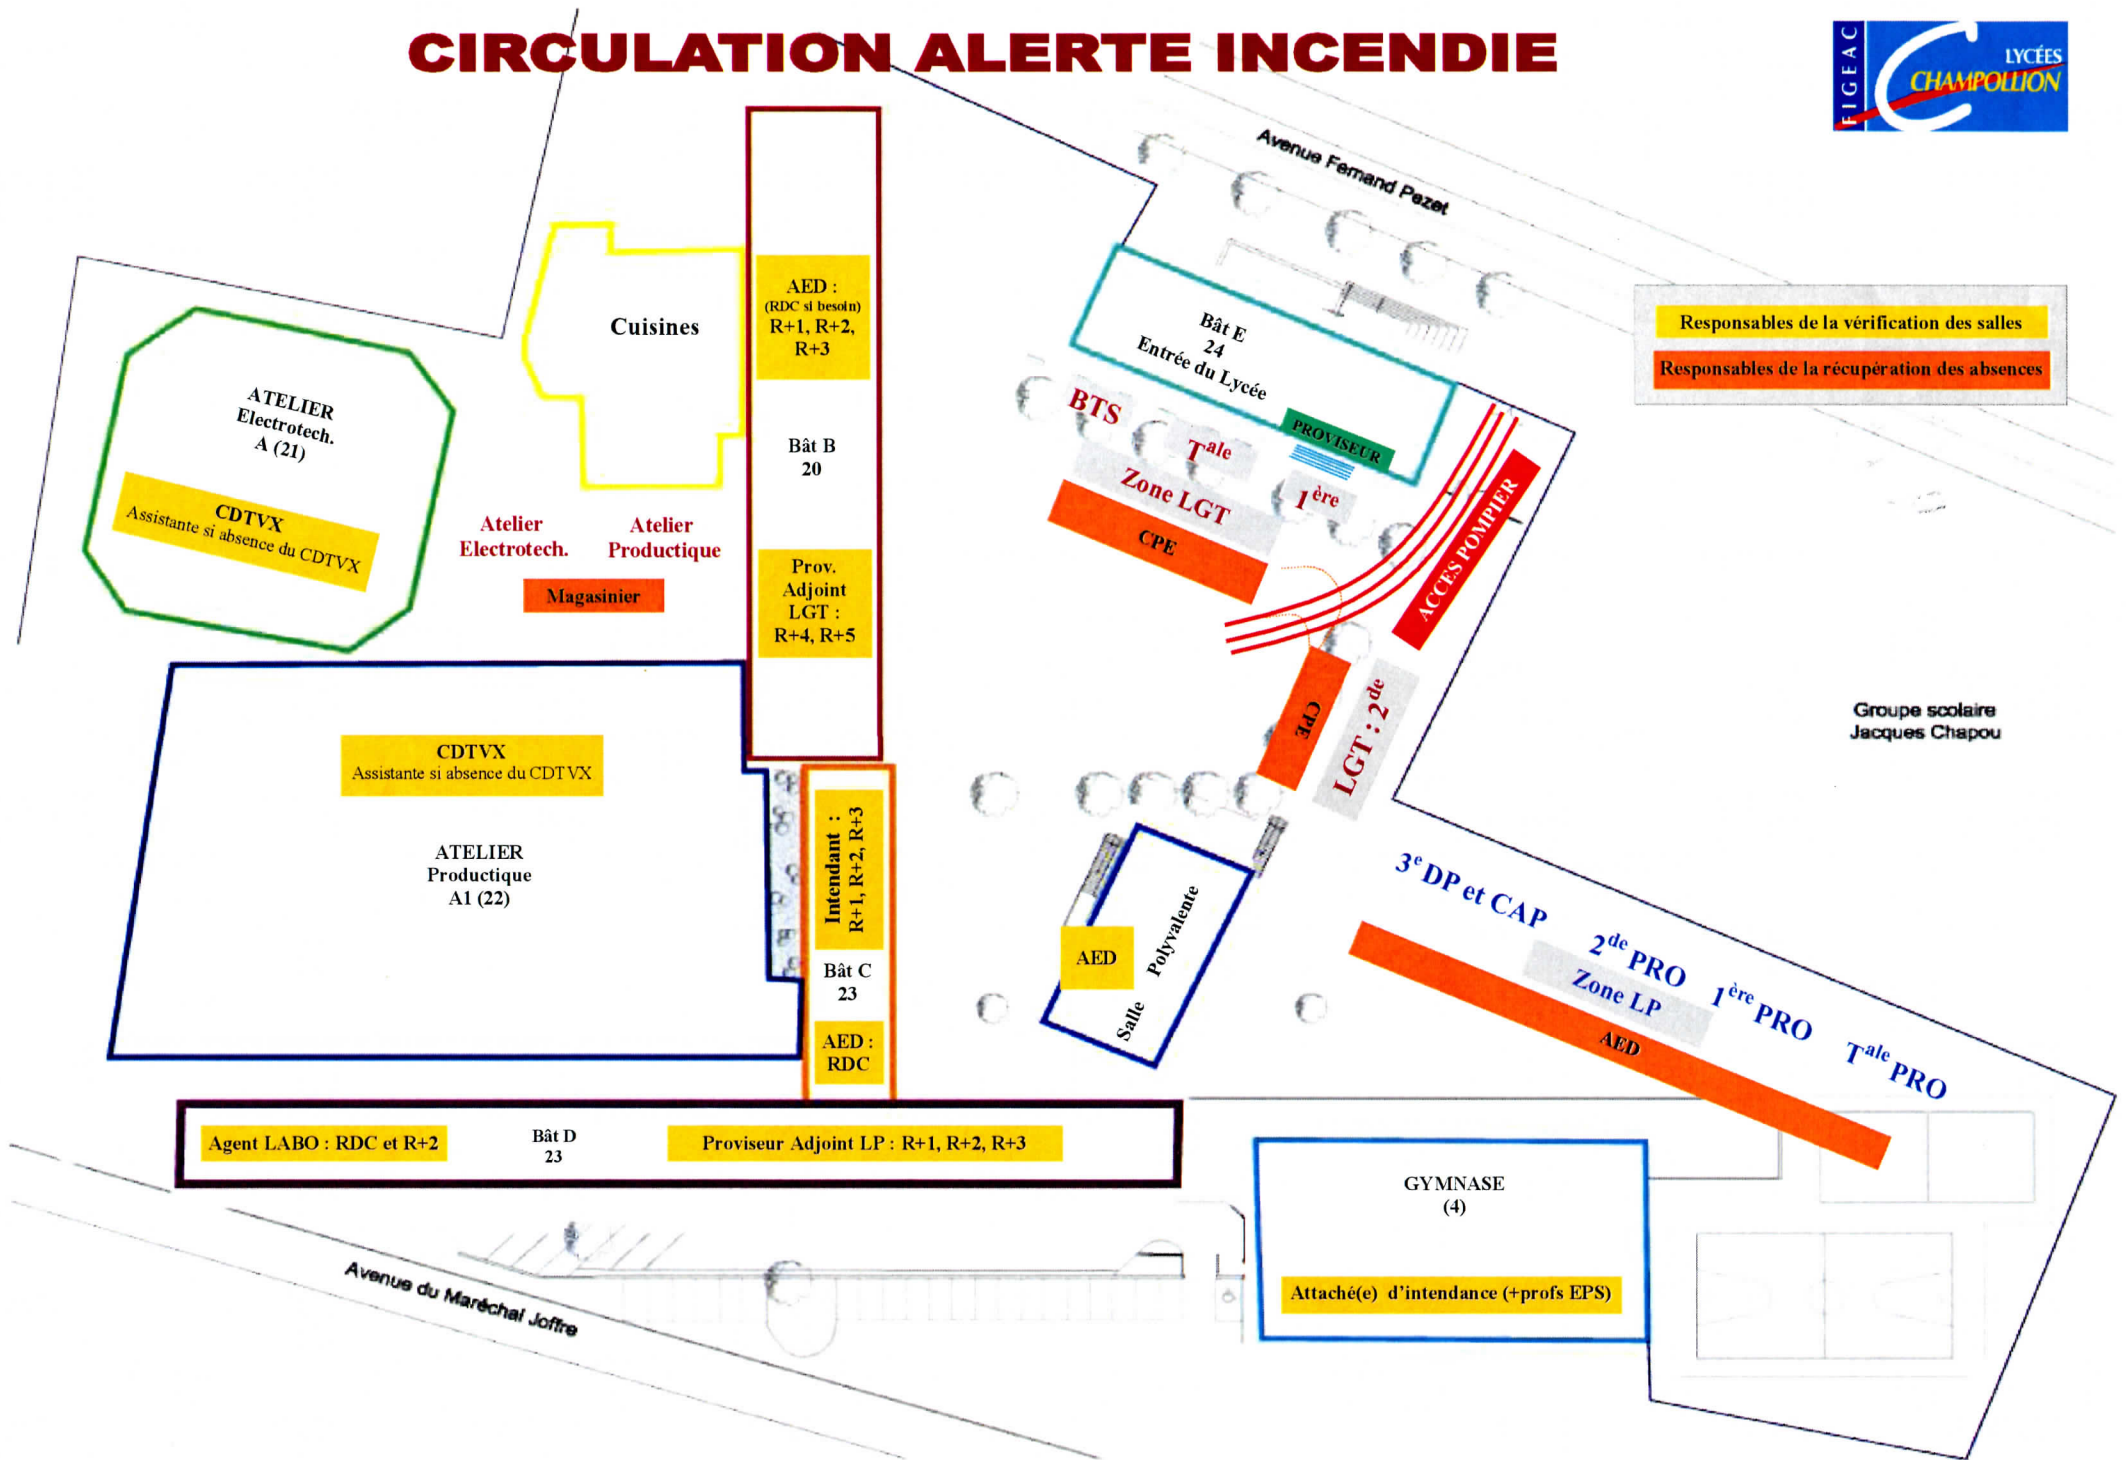 CIRCULATION ALERTE INCENDIE
FIGEAC
LYCÉES
CHAMPOLLION
Avenue Fernand Pezet
Responsables de la vérification des salles
Responsables de la récupération des absences
AED :
(RDC si besoin)
R+1, R+2,
R+3
Cuisines
Bât E
24
Entrée du Lycée
PROVISEUR
ATELIER
Electrotech.
A (21)
CDTVX
Assistante si absence du CDTVX
Bât B
20
BTS
Tale
1ère
Zone LGT
CPE
ACCES POMPIER
Atelier
Electrotech.
Atelier
Productique
Magasinier
Prov.
Adjoint
LGT :
R+4, R+5
CPE
LGT : 2de
Groupe scolaire
Jacques Chapou
CDTVX
Assistante si absence du CDTVX
ATELIER
Productique
A1 (22)
Intendant :
R+1, R+2, R+3
Bât C
23
AED :
RDC
AED
Salle Polyvalente
3e DP et CAP
2de PRO
1ère PRO
Tale PRO
Zone LP
AED
Agent LABO : RDC et R+2
Bât D
23
Proviseur Adjoint LP : R+1, R+2, R+3
GYMNASE
(4)
Attaché(e) d'intendance (+profs EPS)
Avenue du Maréchal Joffre